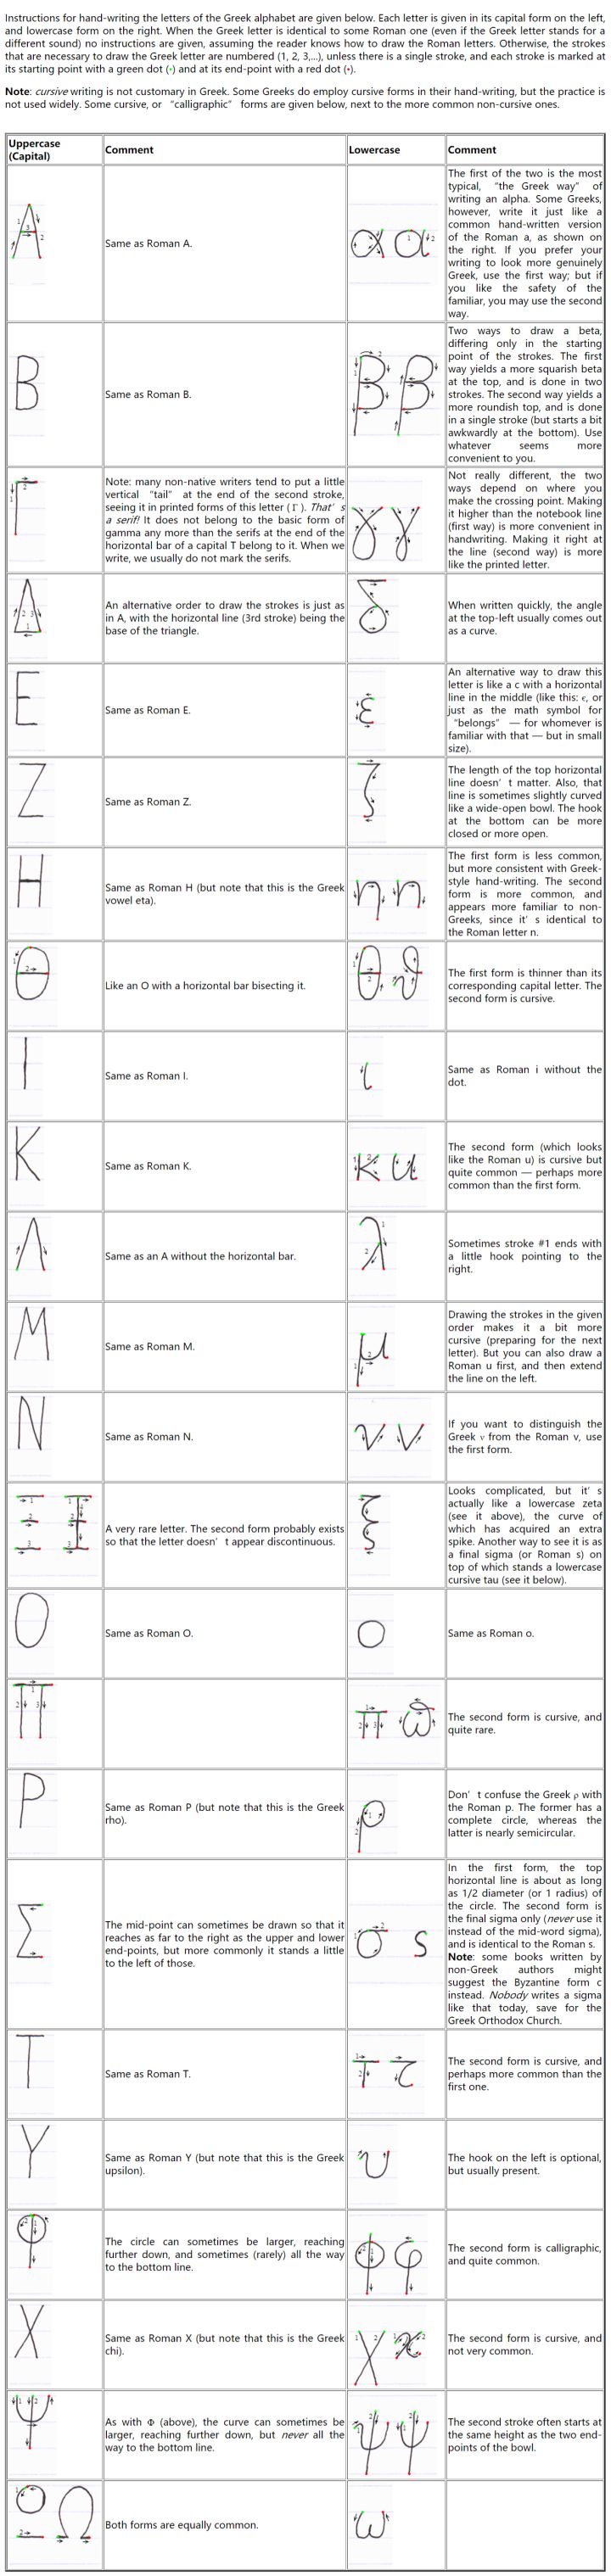 Instructions for hand-writing the letters of the Greek alphabet are given below. Each letter is given in its capital form on the left,
and lowercase form on the right. When the Greek letter is identical to some Roman one (even if the Greek letter stands for a
different sound) no instructions are given, assuming the reader knows how to draw the Roman letters. Otherwise, the strokes
that are necessary to draw the Greek letter are numbered (1, 2, 3,...), unless there is a single stroke, and each stroke is marked at
its starting point with a green dot (•) and at its end-point with a red dot (•).
Note: cursive writing is not customary in Greek. Some Greeks do employ cursive forms in their hand-writing, but the practice is
not used widely. Some cursive, or “calligraphic” forms are given below, next to the more common non-cursive ones.
Uppercase
(Capital)
Comment
Lowercase
Comment
A
Same as Roman A.
α a
The first of the two is the most
typical, “the Greek way” of
writing an alpha. Some Greeks,
however, write it just like a
common hand-written version
of the Roman a, as shown on
the right. If you prefer your
writing to look more genuinely
Greek, use the first way; but if
you like the safety of the
familiar, you may use the second
way.
B
Same as Roman B.
β β
Two ways to draw a beta,
differing only in the starting
point of the strokes. The first
way yields a more squarish beta
at the top, and is done in two
strokes. The second way yields a
more roundish top, and is done
in a single stroke (but starts a bit
awkwardly at the bottom). Use
whatever seems more
convenient to you.
Γ
Note: many non-native writers tend to put a little
vertical “tail” at the end of the second stroke,
seeing it in printed forms of this letter (Γ). That’s
a serif! It does not belong to the basic form of
gamma any more than the serifs at the end of the
horizontal bar of a capital T belong to it. When we
write, we usually do not mark the serifs.
γ γ
Not really different, the two
ways depend on where you
make the crossing point. Making
it higher than the notebook line
(first way) is more convenient in
handwriting. Making it right at
the line (second way) is more
like the printed letter.
Δ
An alternative order to draw the strokes is just as
in A, with the horizontal line (3rd stroke) being the
base of the triangle.
δ
When written quickly, the angle
at the top-left usually comes out
as a curve.
E
Same as Roman E.
ε
An alternative way to draw this
letter is like a c with a horizontal
line in the middle (like this: ϵ, or
just as the math symbol for
“belongs” — for whomever is
familiar with that — but in small
size).
Z
Same as Roman Z.
ζ
The length of the top horizontal
line doesn’t matter. Also, that
line is sometimes slightly curved
like a wide-open bowl. The hook
at the bottom can be more
closed or more open.
H
Same as Roman H (but note that this is the Greek
vowel eta).
η n
The first form is less common,
but more consistent with Greek-
style hand-writing. The second
form is more common, and
appears more familiar to non-
Greeks, since it’s identical to
the Roman letter n.
Θ
Like an O with a horizontal bar bisecting it.
θ ϑ
The first form is thinner than its
corresponding capital letter. The
second form is cursive.
I
Same as Roman I.
ι
Same as Roman i without the
dot.
K
Same as Roman K.
κ u
The second form (which looks
like the Roman u) is cursive but
quite common — perhaps more
common than the first form.
Λ
Same as an A without the horizontal bar.
λ
Sometimes stroke #1 ends with
a little hook pointing to the
right.
M
Same as Roman M.
μ
Drawing the strokes in the given
order makes it a bit more
cursive (preparing for the next
letter). But you can also draw a
Roman u first, and then extend
the line on the left.
N
Same as Roman N.
ν v
If you want to distinguish the
Greek ν from the Roman v, use
the first form.
Ξ Ξ
A very rare letter. The second form probably exists
so that the letter doesn’t appear discontinuous.
ξ
Looks complicated, but it’s
actually like a lowercase zeta
(see it above), the curve of
which has acquired an extra
spike. Another way to see it is as
a final sigma (or Roman s) on
top of which stands a lowercase
cursive tau (see it below).
O
Same as Roman O.
o
Same as Roman o.
Π
π ϖ
The second form is cursive, and
quite rare.
P
Same as Roman P (but note that this is the Greek
rho).
ρ
Don’t confuse the Greek ρ with
the Roman p. The former has a
complete circle, whereas the
latter is nearly semicircular.
Σ
The mid-point can sometimes be drawn so that it
reaches as far to the right as the upper and lower
end-points, but more commonly it stands a little
to the left of those.
σ s
In the first form, the top
horizontal line is about as long
as 1/2 diameter (or 1 radius) of
the circle. The second form is
the final sigma only (never use it
instead of the mid-word sigma),
and is identical to the Roman s.
Note: some books written by
non-Greek authors might
suggest the Byzantine form c
instead. Nobody writes a sigma
like that today, save for the
Greek Orthodox Church.
T
Same as Roman T.
τ τ
The second form is cursive, and
perhaps more common than the
first one.
Y
Same as Roman Y (but note that this is the Greek
upsilon).
υ
The hook on the left is optional,
but usually present.
Φ
The circle can sometimes be larger, reaching
further down, and sometimes (rarely) all the way
to the bottom line.
ϕ φ
The second form is calligraphic,
and quite common.
X
Same as Roman X (but note that this is the Greek
chi).
χ χ
The second form is cursive, and
not very common.
Ψ
As with Φ (above), the curve can sometimes be
larger, reaching further down, but never all the
way to the bottom line.
ψ ψ
The second stroke often starts at
the same height as the two end-
points of the bowl.
Ω Ω
Both forms are equally common.
ω